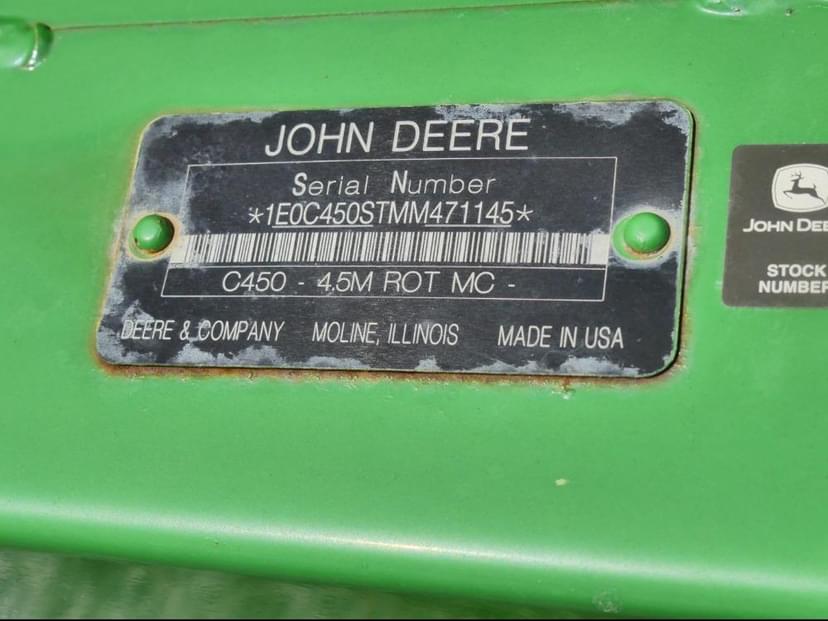 JOHN DEERE
Serial Number
*1E0C450STMM471145*
C450 - 4.5M ROT MC -
DEERE & COMPANY MOLINE, ILLINOIS MADE IN USA
JOHN DEE
STOCK
NUMBER